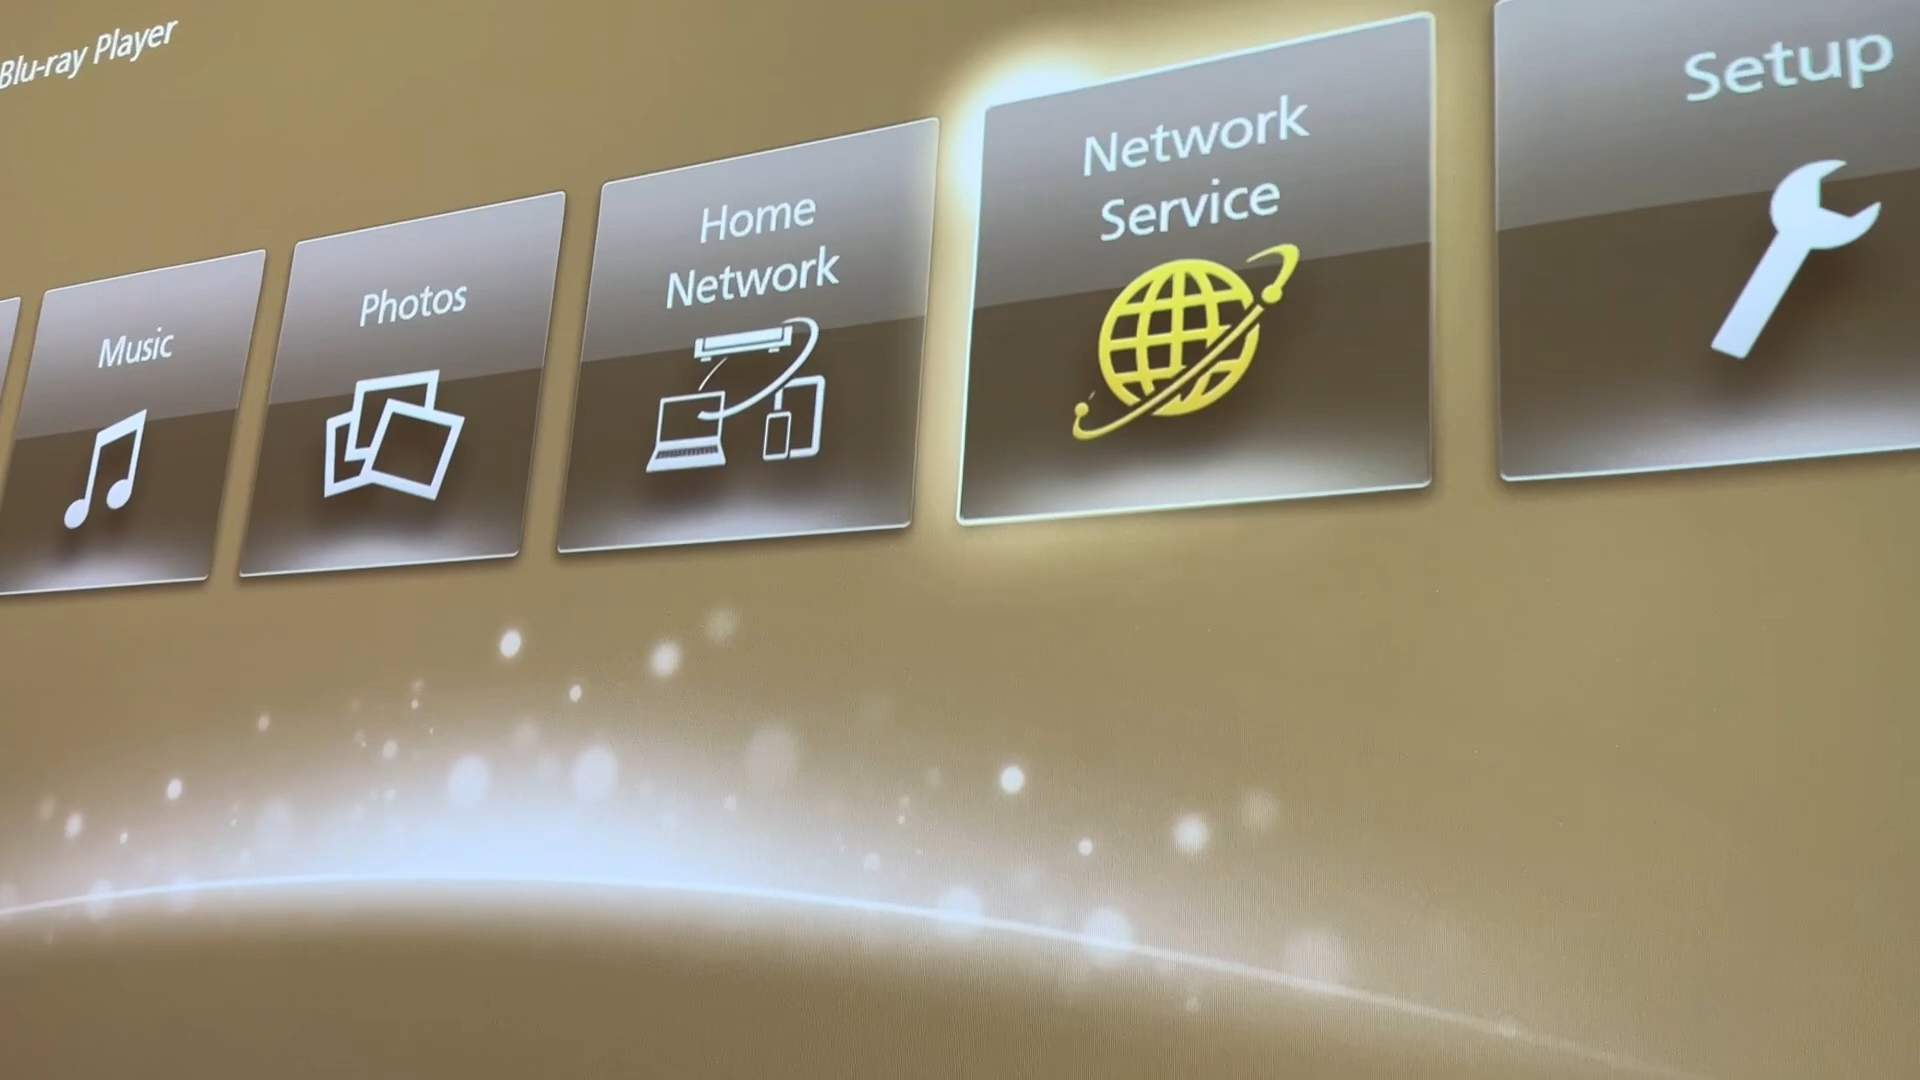 Blu-ray Player
Music
Photos
Home
Network
Network
Service
Setup